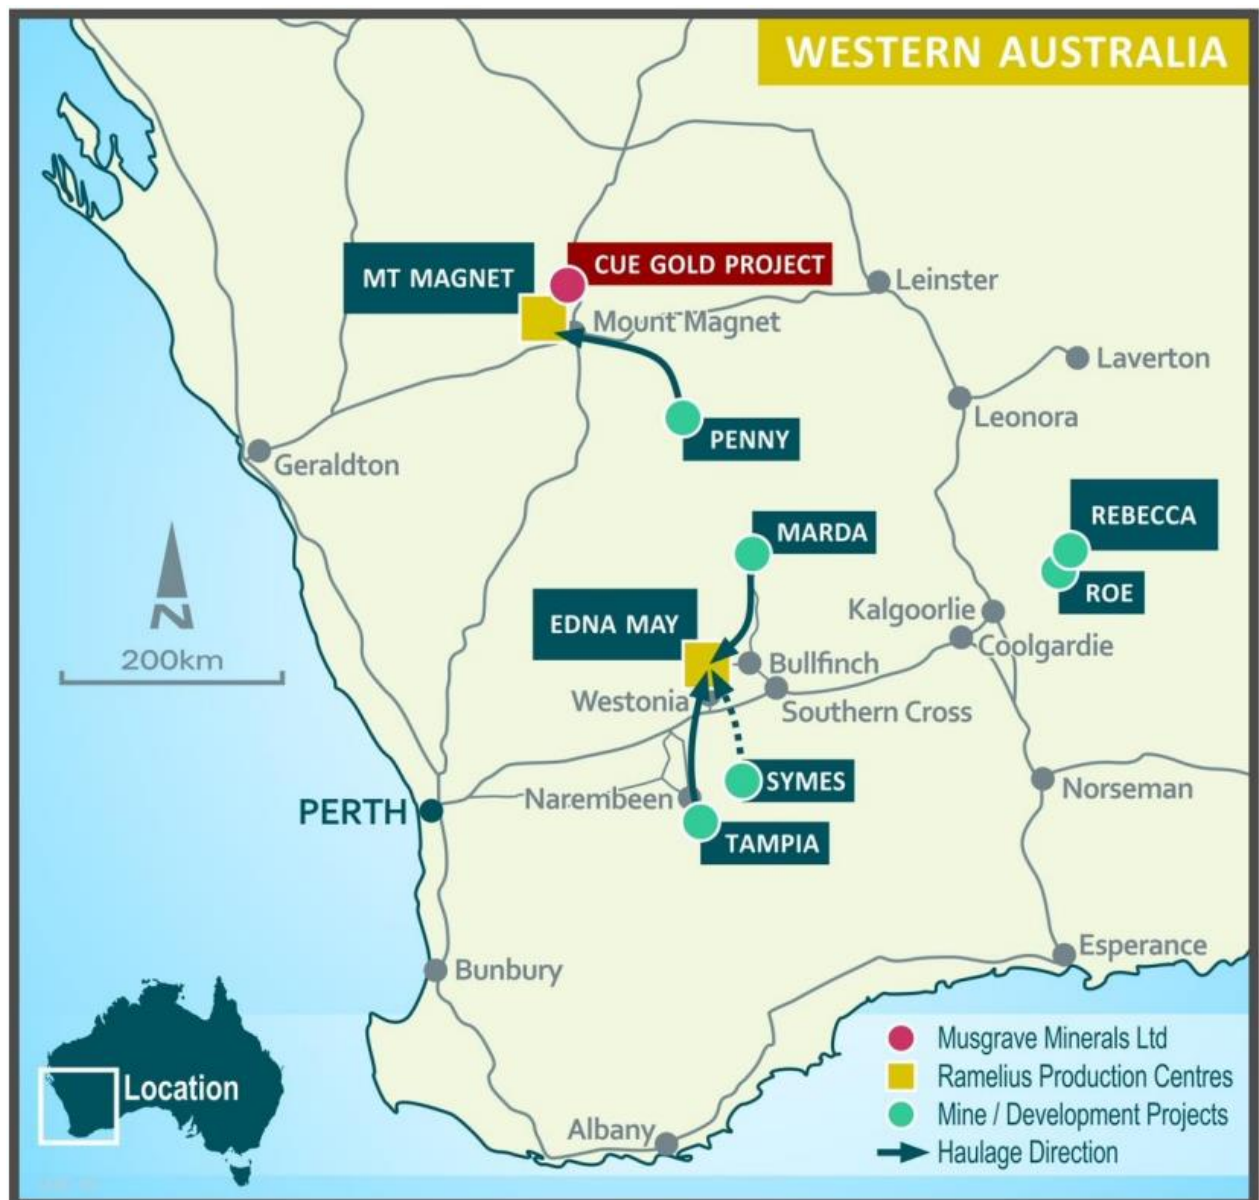 WESTERN AUSTRALIA
CUE GOLD PROJECT
MT MAGNET
Leinster
Mount Magnet
Laverton
Leonora
PENNY
Geraldton
REBECCA
MARDA
ROE
Kalgoorlie
EDNA MAY
Coolgardie
N
200km
Bullfinch
Westonia
Southern Cross
SYMES
Norseman
Narembeen
PERTH
TAMPIA
Esperance
Bunbury
Location
Musgrave Minerals Ltd
Ramelius Production Centres
Mine / Development Projects
Haulage Direction
Albany